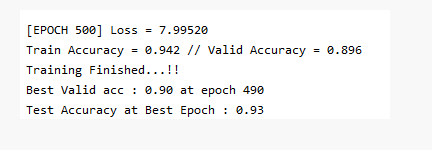 [EPOCH 500] Loss = 7.99520
Train Accuracy = 0.942 // Valid Accuracy = 0.896
Training Finished...!!
Best Valid acc : 0.90 at epoch 490
Test Accuracy at Best Epoch : 0.93